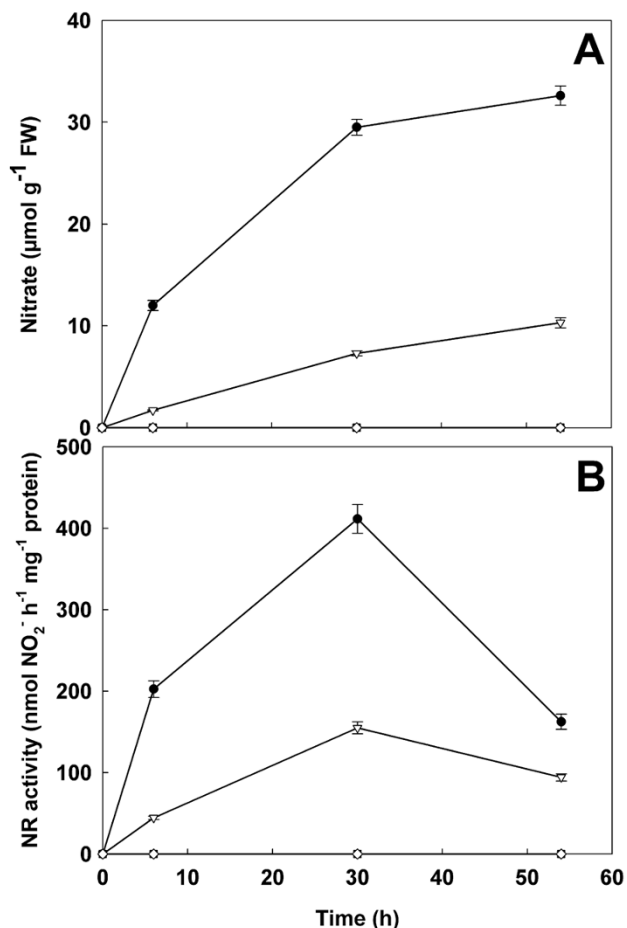 A
Nitrate (µmol g⁻¹ FW)
40
30
20
10
0
B
NR activity (nmol NO₂⁻ h⁻¹ mg⁻¹ protein)
500
400
300
200
100
0
0 10 20 30 40 50 60
Time (h)